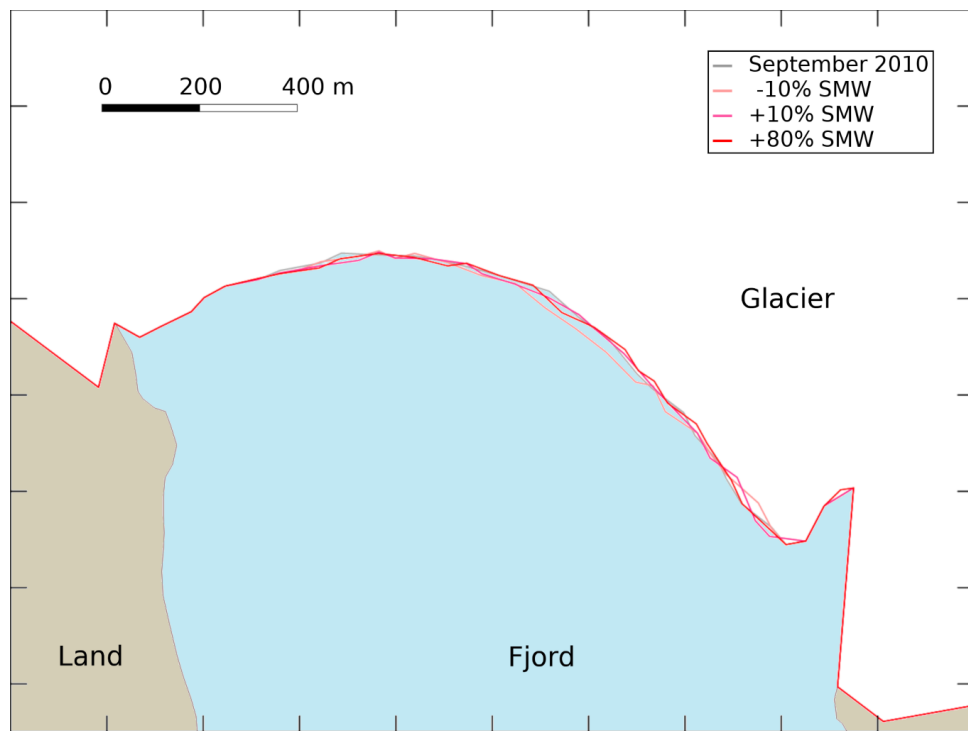 0 200 400 m
September 2010
-10% SMW
+10% SMW
+80% SMW
Glacier
Land
Fjord